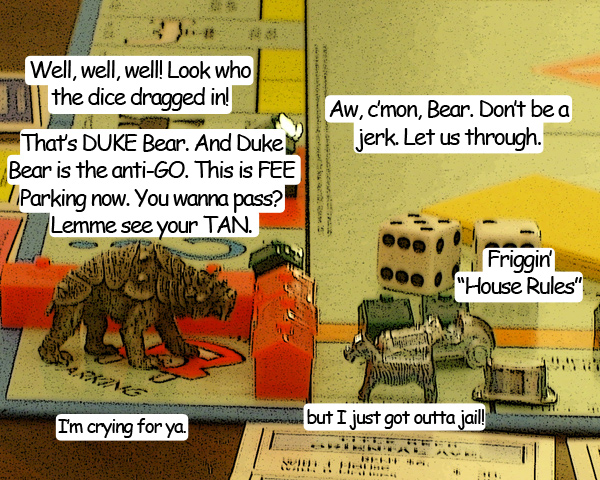 Well, well, well! Look who
the dice dragged in!
Aw, c'mon, Bear. Don't be a
jerk. Let us through.
That's DUKE Bear. And Duke
Bear is the anti-GO. This is FEE
Parking now. You wanna pass?
Lemme see your TAN.
Friggin'
"House Rules"
PARKING
I'm crying for ya.
but I just got outta jail!